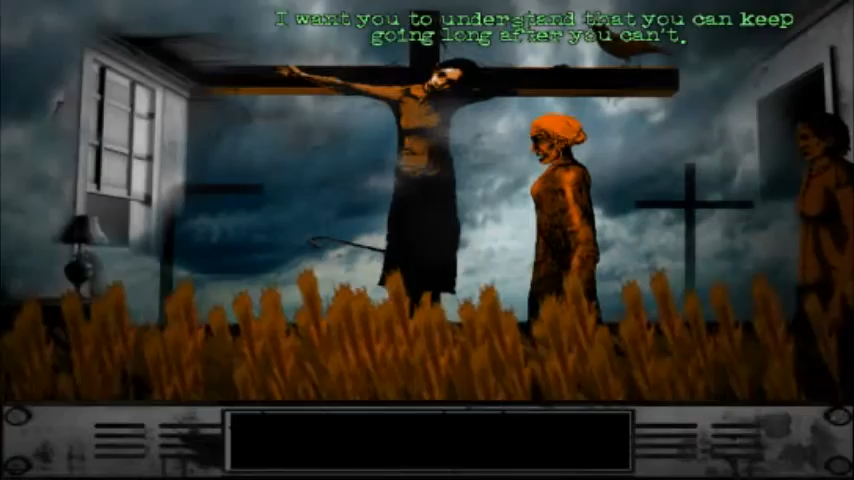 I want you to understand that you can keep
going long after you can't.